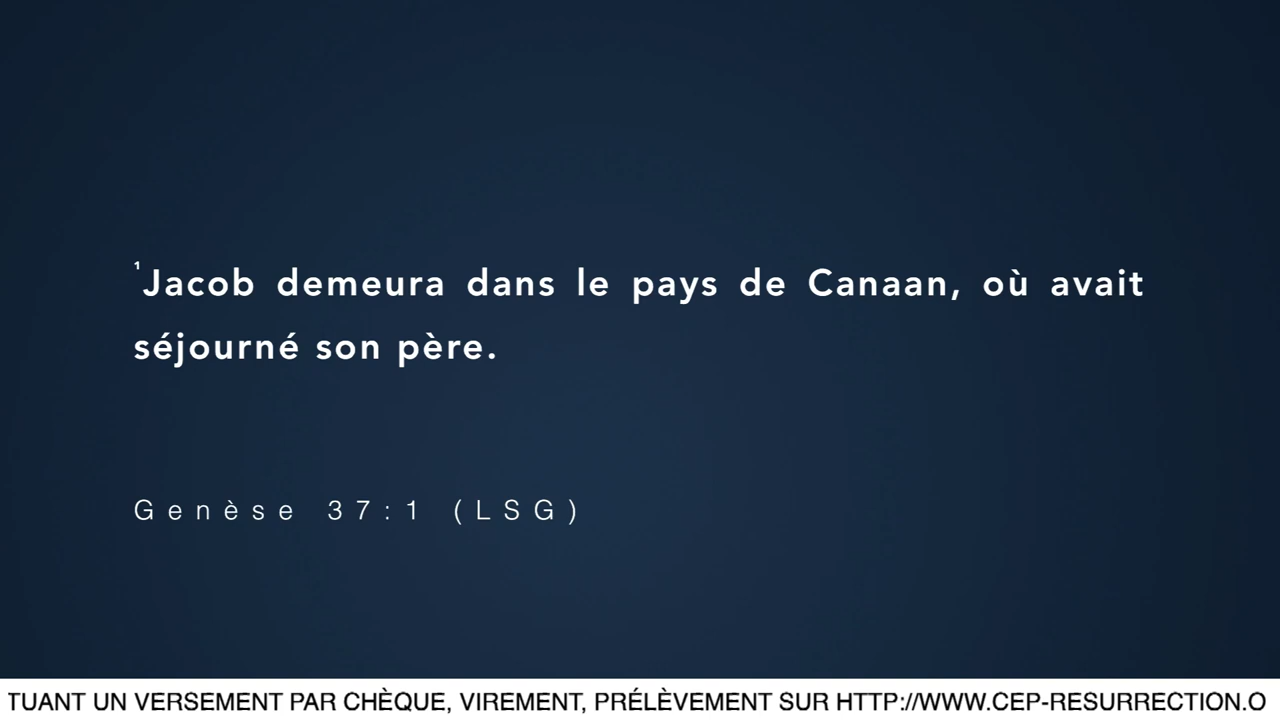 ¹Jacob demeura dans le pays de Canaan, où avait
séjourné son père.
Genèse 37:1 (LSG)
TUANT UN VERSEMENT PAR CHÈQUE, VIREMENT, PRÉLÈVEMENT SUR HTTP://WWW.CEP-RESURRECTION.O